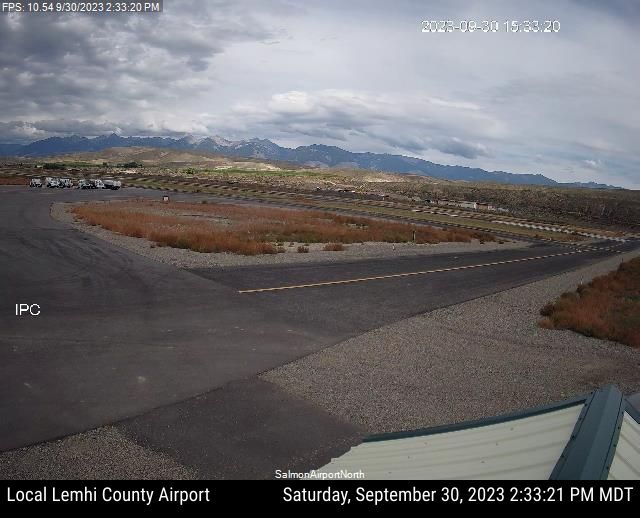 FPS: 10.54 9/30/2023 2:33:20 PM
2023-09-30 15:33:20
IPC
SalmonAirportNorth
Local Lemhi County Airport
Saturday, September 30, 2023 2:33:21 PM MDT